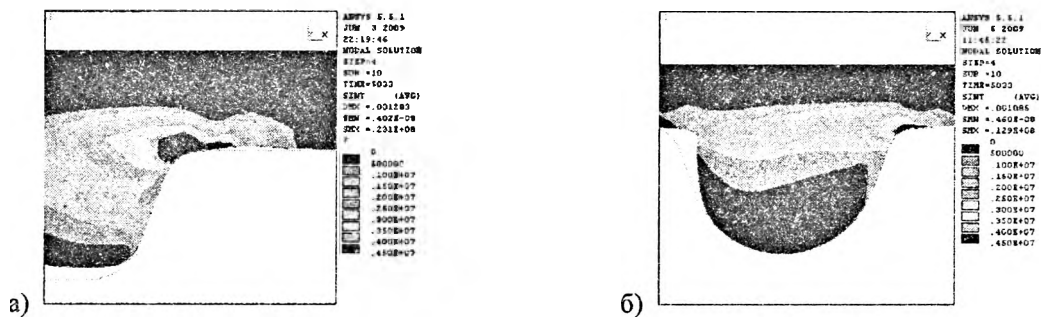 ANSYS 5.5.1
JUN 3 2009
22:19:46
NODAL SOLUTION
STEP=4
SUB =10
TIME=5033
SINT (AVG)
DMX =.001283
SMN =.402E-08
SMX =.231E+08
0
500000
.100E+07
.150E+07
.200E+07
.250E+07
.300E+07
.350E+07
.400E+07
.450E+07
а)
ANSYS 5.5.1
JUN 6 2009
11:48:22
NODAL SOLUTION
STEP=4
SUB =10
TIME=5033
SINT (AVG)
DMX =.001086
SMN =.460E-08
SMX =.129E+08
0
500000
.100E+07
.150E+07
.200E+07
.250E+07
.300E+07
.350E+07
.400E+07
.450E+07
б)